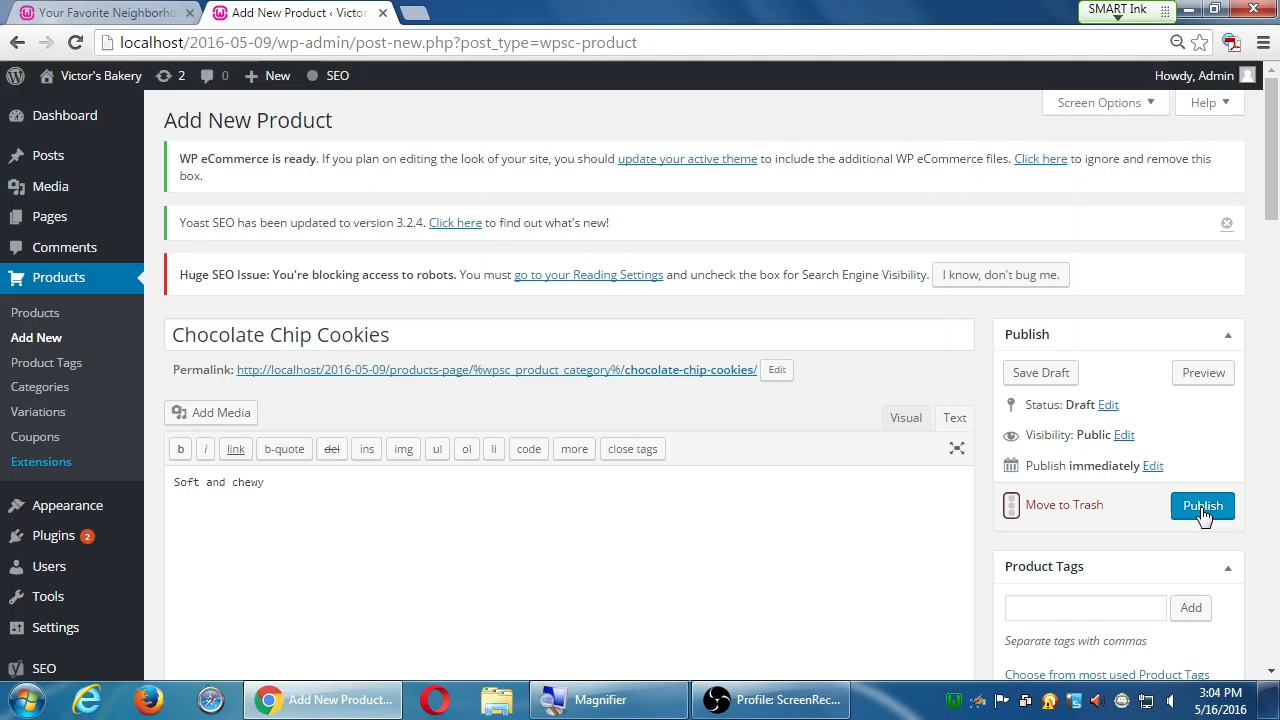 Your Favorite Neighborho
Add New Product ‹ Victor
SMART Ink
localhost/2016-05-09/wp-admin/post-new.php?post_type=wpsc-product
Victor's Bakery
2
0
New
SEO
Howdy, Admin
Dashboard
Posts
Media
Pages
Comments
Products
Products
Add New
Product Tags
Categories
Variations
Coupons
Extensions
Appearance
Plugins 2
Users
Tools
Settings
SEO
Screen Options
Help
Add New Product
WP eCommerce is ready. If you plan on editing the look of your site, you should update your active theme to include the additional WP eCommerce files. Click here to ignore and remove this
box.
Yoast SEO has been updated to version 3.2.4. Click here to find out what's new!
Huge SEO Issue: You're blocking access to robots. You must go to your Reading Settings and uncheck the box for Search Engine Visibility. I know, don't bug me.
Chocolate Chip Cookies
Permalink: http://localhost/2016-05-09/products-page/%wpsc_product_category%/chocolate-chip-cookies/ Edit
Add Media
Visual
Text
b
i
link
b-quote
del
ins
img
ul
ol
li
code
more
close tags
Soft and chewy
Publish
Save Draft
Preview
Status: Draft Edit
Visibility: Public Edit
Publish immediately Edit
Move to Trash
Publish
Product Tags
Add
Separate tags with commas
Choose from most used Product Tags
Add New Product...
Magnifier
Profile: ScreenRec...
3:04 PM
5/16/2016